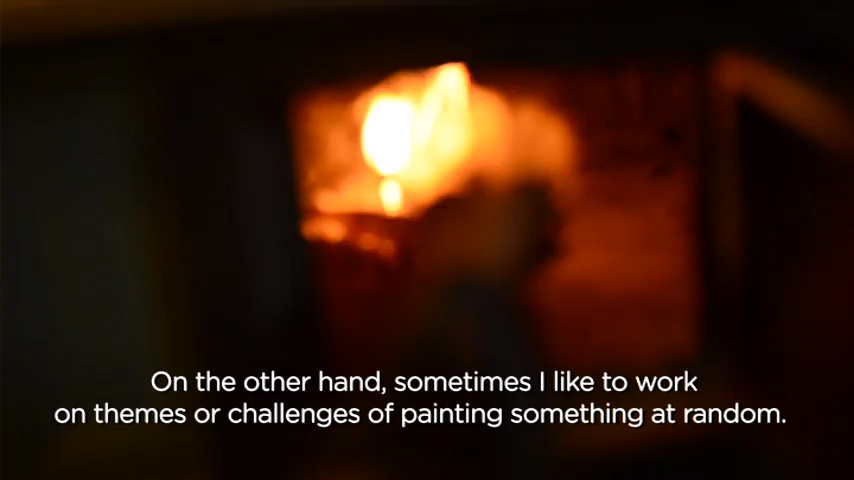 On the other hand, sometimes I like to work
on themes or challenges of painting something at random.